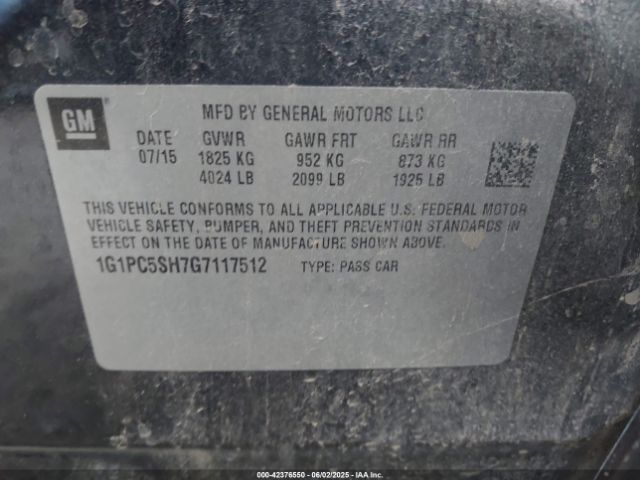 GM
MFD BY GENERAL MOTORS LLC
DATE GVWR GAWR FRT GAWR RR
07/15 1825 KG 952 KG 873 KG
4024 LB 2099 LB 1925 LB
THIS VEHICLE CONFORMS TO ALL APPLICABLE U.S. FEDERAL MOTOR
VEHICLE SAFETY, BUMPER, AND THEFT PREVENTION STANDARDS
IN EFFECT ON THE DATE OF MANUFACTURE SHOWN ABOVE.
1G1PC5SH7G7117512 TYPE: PASS CAR
000-42376550 - 06/02/2025 - IAA